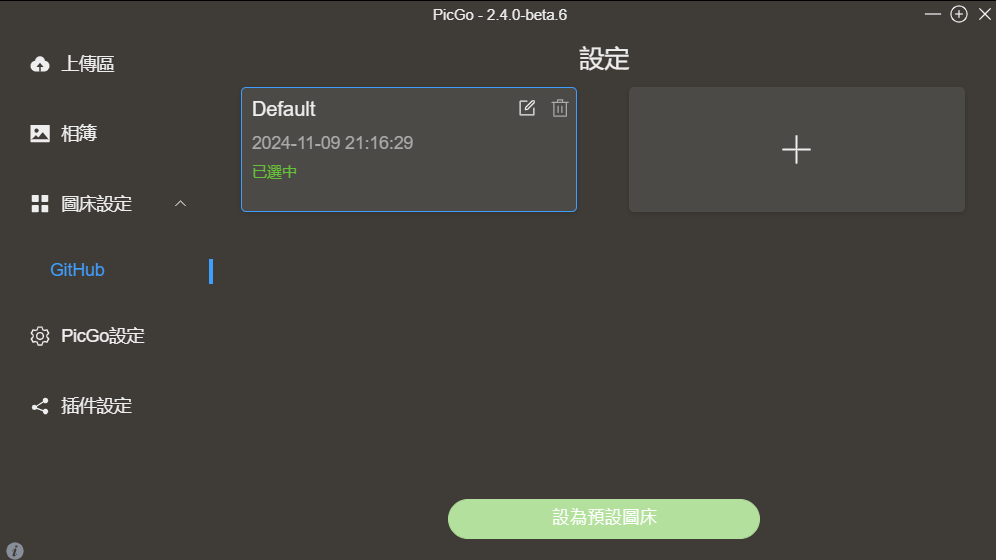 PicGo - 2.4.0-beta.6
上傳區
相簿
圖床設定
GitHub
PicGo設定
插件設定
設定
Default
2024-11-09 21:16:29
已選中
設為預設圖床